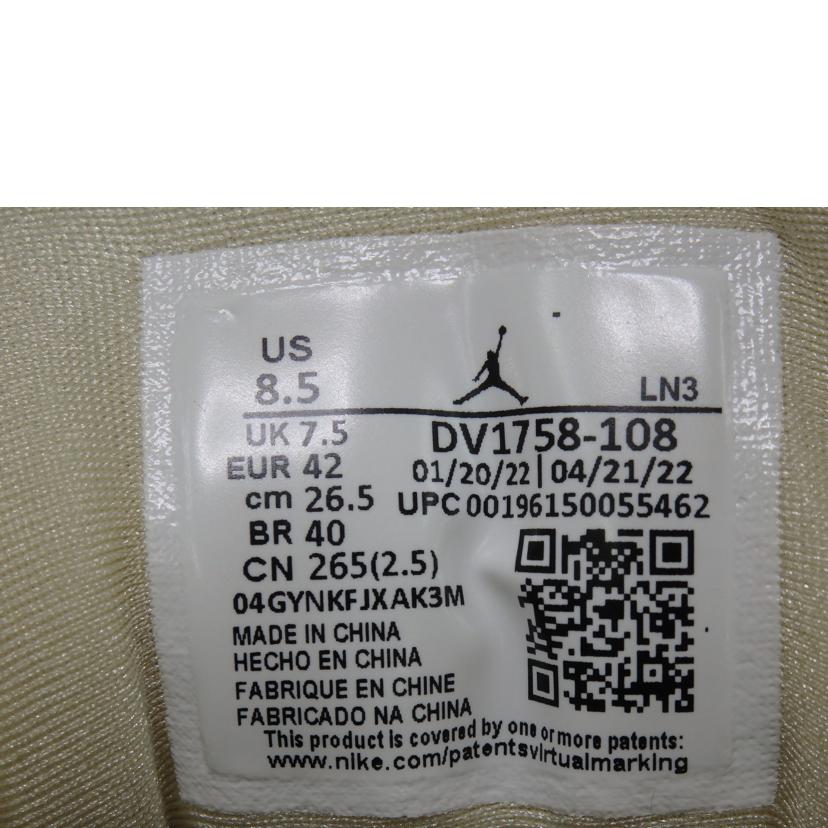 US
8.5
LN3
UK 7.5
DV1758-108
EUR 42
01/20/22 | 04/21/22
cm 26.5
UPC 00196150055462
BR 40
CN 265(2.5)
04GYNKFJXAK3M
MADE IN CHINA
HECHO EN CHINA
FABRIQUE EN CHINE
FABRICADO NA CHINA
This product is covered by one or more patents:
www.nike.com/patentsvirtualmarking